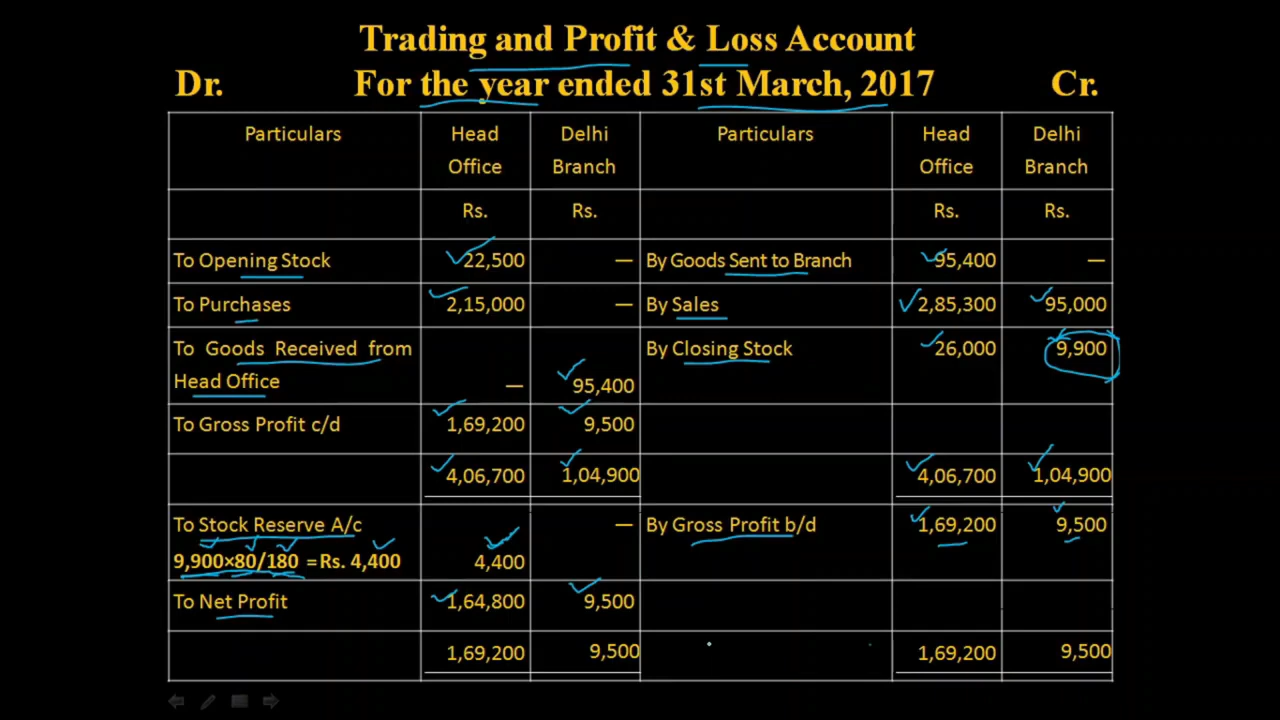 Trading and Profit & Loss Account
Dr. For the year ended 31st March, 2017 Cr.
Particulars Head Office Delhi Branch Particulars Head Office Delhi Branch
Rs. Rs. Rs. Rs.
To Opening Stock 22,500 — By Goods Sent to Branch 95,400 —
To Purchases 2,15,000 — By Sales 2,85,300 95,000
To Goods Received from By Closing Stock 26,000 9,900
Head Office — 95,400
To Gross Profit c/d 1,69,200 9,500
4,06,700 1,04,900 4,06,700 1,04,900
To Stock Reserve A/c — By Gross Profit b/d 1,69,200 9,500
9,900×80/180 =Rs. 4,400 4,400
To Net Profit 1,64,800 9,500
1,69,200 9,500 1,69,200 9,500